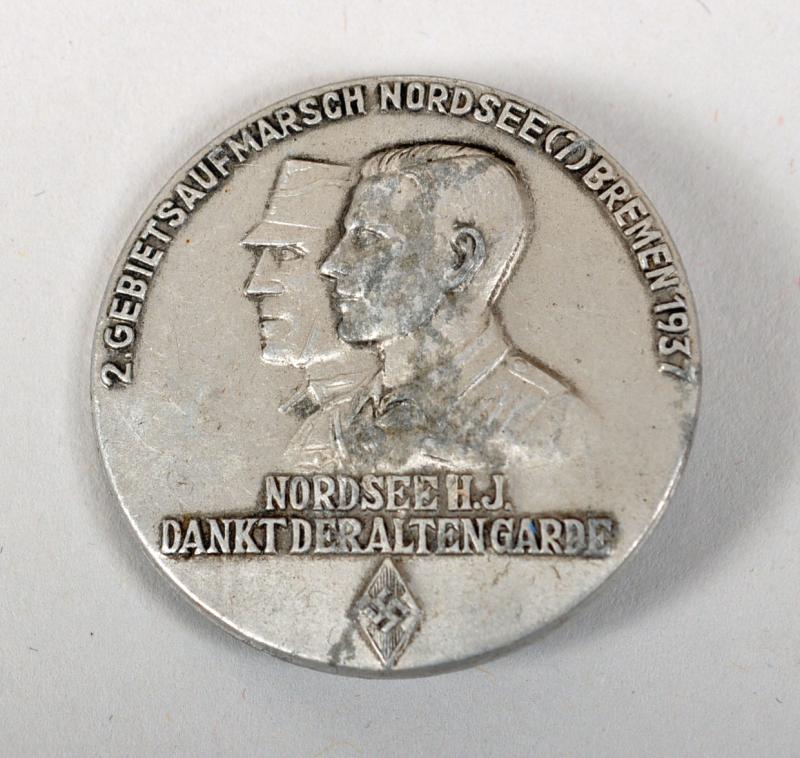 2. GEBIETSAUFMARSCH NORDSEE (7) BREMEN 1937
NORDSEE H.J.
DANKT DER ALTEN GARDE